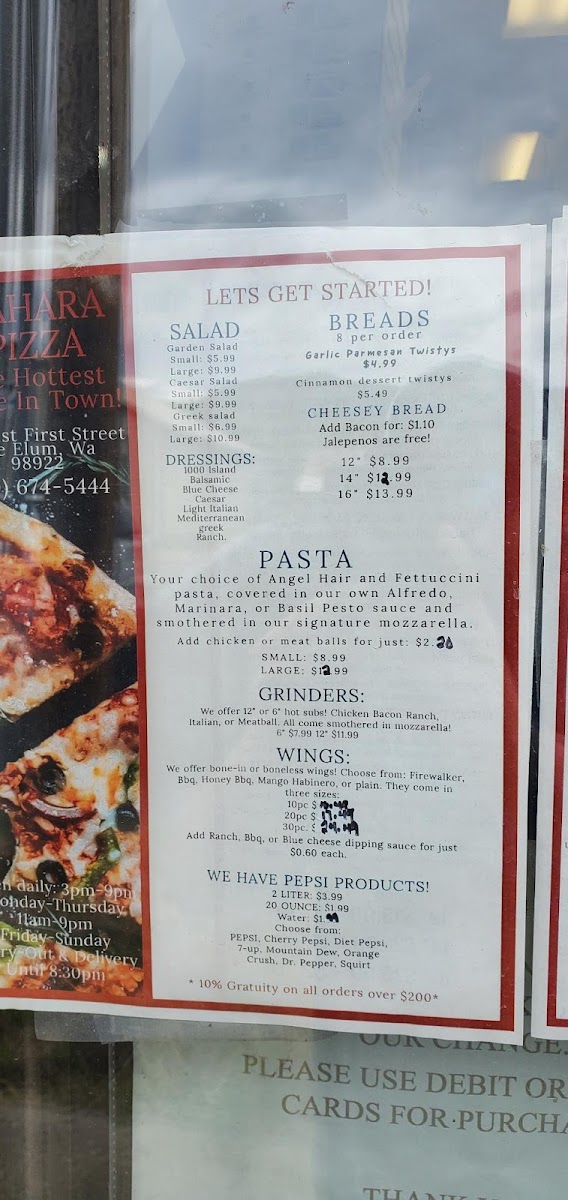 AHARA
PIZZA
e Hottest
e In Town!
st First Street
e Elum, Wa
98922
) 674-5444
n daily: 3pm-9pm
onday-Thursday
11am-9pm
Friday-Sunday
ry-Out & Delivery
Until 8:30pm
LETS GET STARTED!
SALAD
Garden Salad
Small: $5.99
Large: $9.99
Caesar Salad
Small: $5.99
Large: $9.99
Greek salad
Small: $6.99
Large: $10.99
DRESSINGS:
1000 Island
Balsamic
Blue Cheese
Caesar
Light Italian
Mediterranean
greek
Ranch,
BREADS
8 per order
Garlic Parmesan Twistys
$4.99
Cinnamon dessert twistys
$5.49
CHEESEY BREAD
Add Bacon for: $1.10
Jalepenos are free!
12" $8.99
14" $12.99
16" $13.99
PASTA
Your choice of Angel Hair and Fettuccini
pasta, covered in our own Alfredo,
Marinara, or Basil Pesto sauce and
smothered in our signature mozzarella.
Add chicken or meat balls for just: $2.20
SMALL: $8.99
LARGE: $12.99
GRINDERS:
We offer 12" or 6" hot subs! Chicken Bacon Ranch,
Italian, or Meatball. All come smothered in mozzarella!
6" $7.99 12" $11.99
WINGS:
We offer bone-in or boneless wings! Choose from: Firewalker,
Bbq, Honey Bbq, Mango Habinero, or plain. They come in
three sizes:
10pc $
20pc $ 17.49
30pc. $
Add Ranch, Bbq, or Blue cheese dipping sauce for just
$0.60 each.
WE HAVE PEPSI PRODUCTS!
2 LITER: $3.99
20 OUNCE: $1.99
Water: $1.
Choose from:
PEPSI, Cherry Pepsi, Diet Pepsi,
7-up, Mountain Dew, Orange
Crush, Dr. Pepper, Squirt
* 10% Gratuity on all orders over $200*
OUR CHANGE.
PLEASE USE DEBIT OR
CARDS FOR PURCHA
THANK